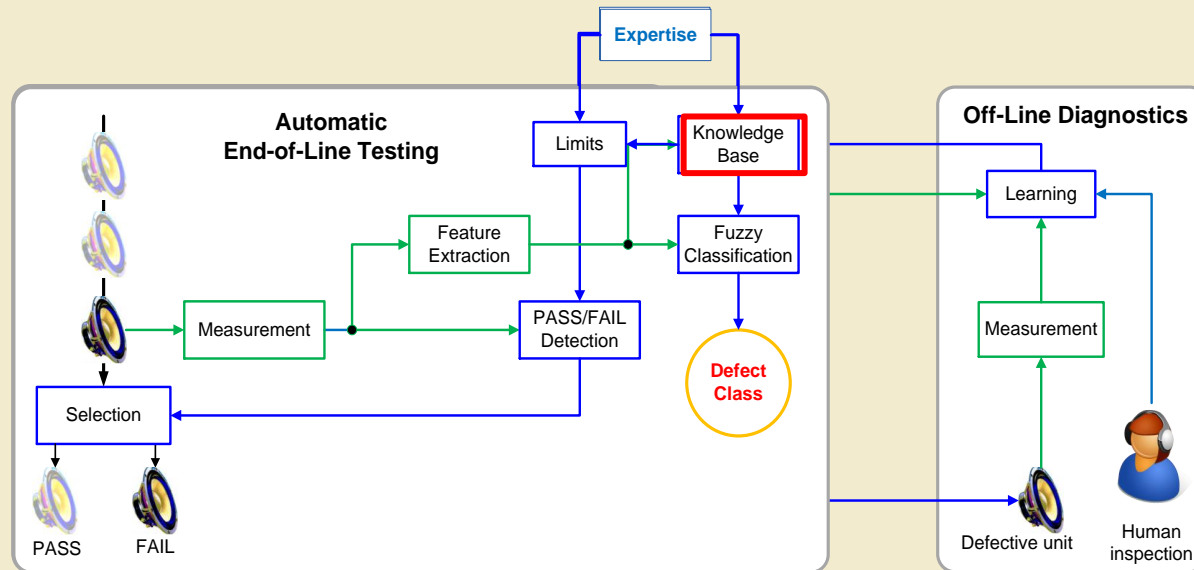 Expertise
Automatic
End-of-Line Testing
Off-Line Diagnostics
Limits
Knowledge
Base
Learning
Feature
Extraction
Fuzzy
Classification
Measurement
PASS/FAIL
Detection
Measurement
Defect
Class
Selection
PASS
FAIL
Defective unit
Human
inspection